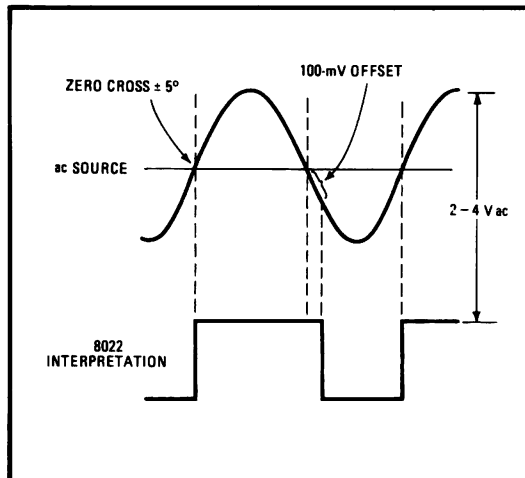 100-mV OFFSET
ZERO CROSS ± 5°
ac SOURCE
2 – 4 V ac
8022
INTERPRETATION